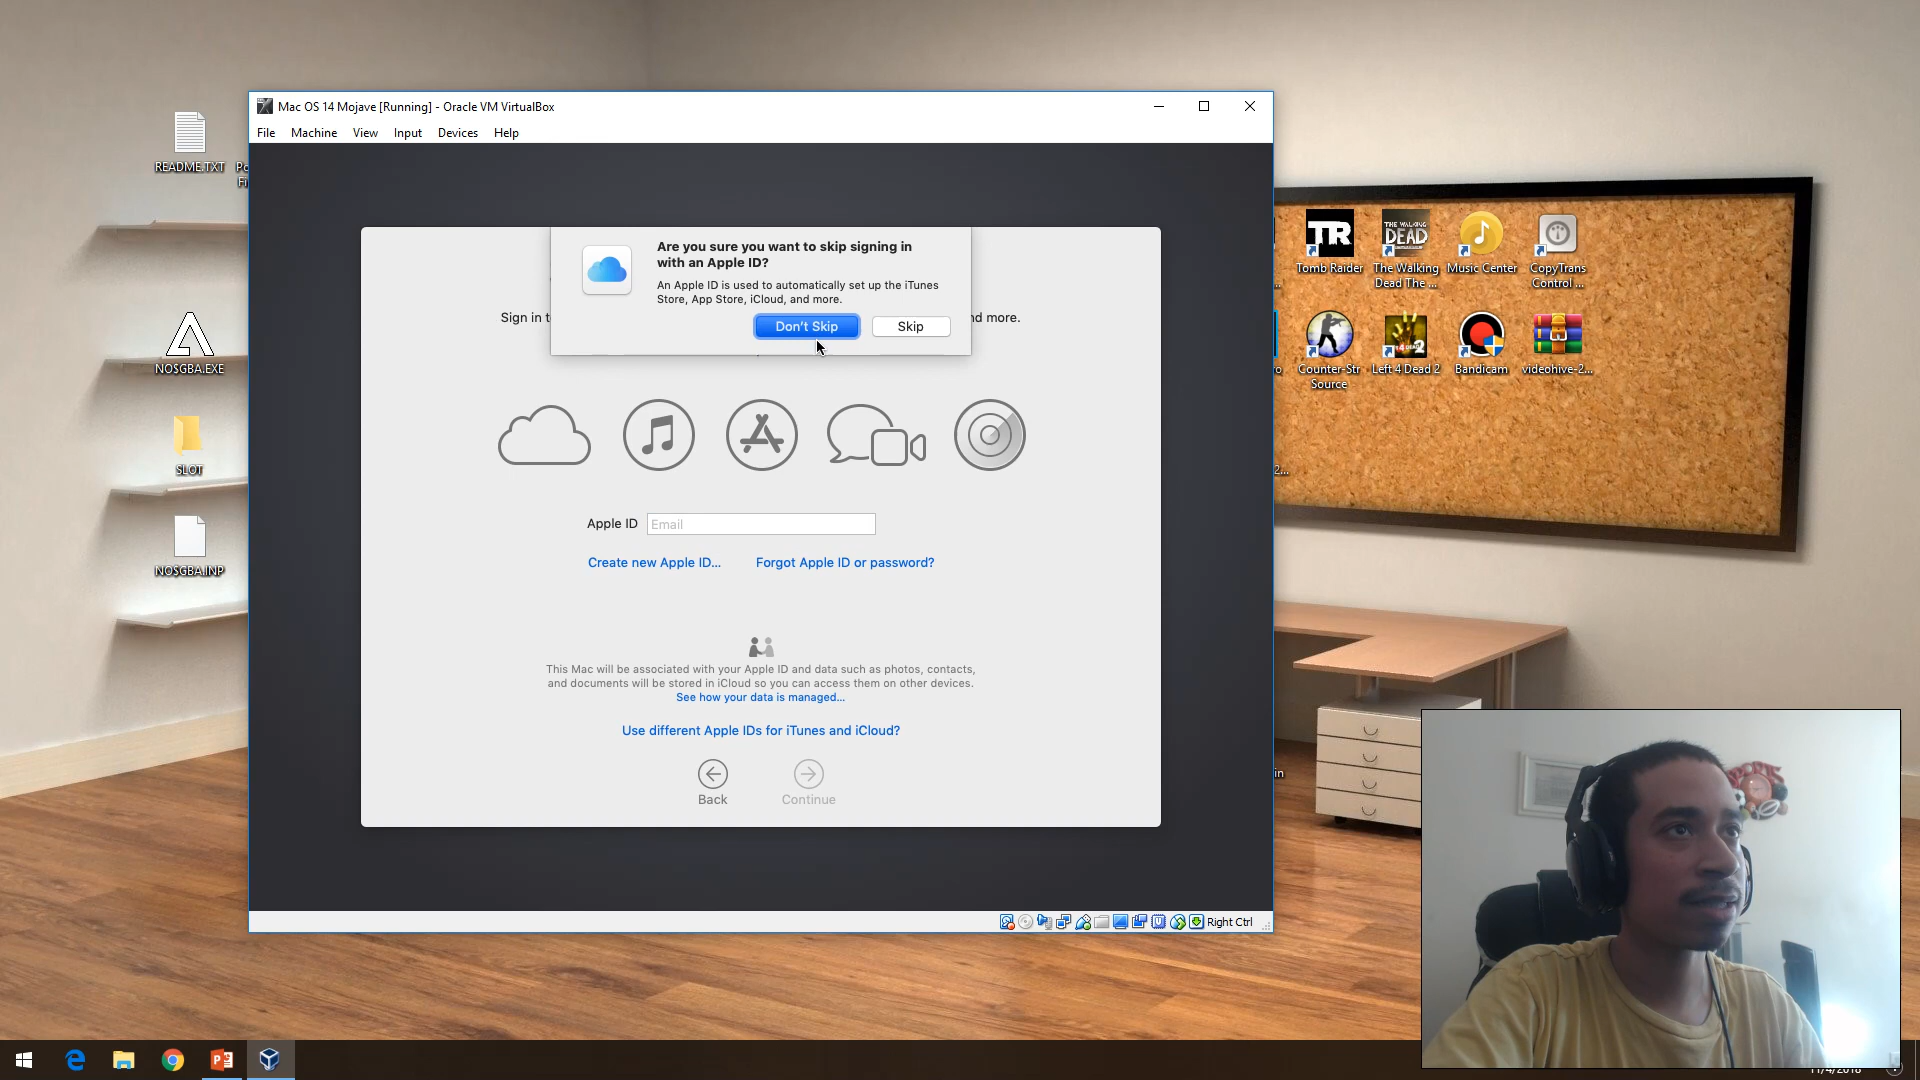 Mac OS 14 Mojave [Running] - Oracle VM VirtualBox
File Machine View Input Devices Help
README.TXT
NOSGBA.EXE
SLOT
NOSGBA.INP
Are you sure you want to skip signing in
with an Apple ID?
An Apple ID is used to automatically set up the iTunes
Store, App Store, iCloud, and more.
Don't Skip
Skip
Sign in t
nd more.
Apple ID
Email
Create new Apple ID...
Forgot Apple ID or password?
This Mac will be associated with your Apple ID and data such as photos, contacts,
and documents will be stored in iCloud so you can access them on other devices.
See how your data is managed...
Use different Apple IDs for iTunes and iCloud?
Back
Continue
Right Ctrl
TR
THE WALKING
DEAD
Tomb Raider
The Walking
Dead The ...
Music Center
CopyTrans
Control ...
Counter-Str
Source
Left 4 Dead 2
Bandicam
videohive-2...
2...
in